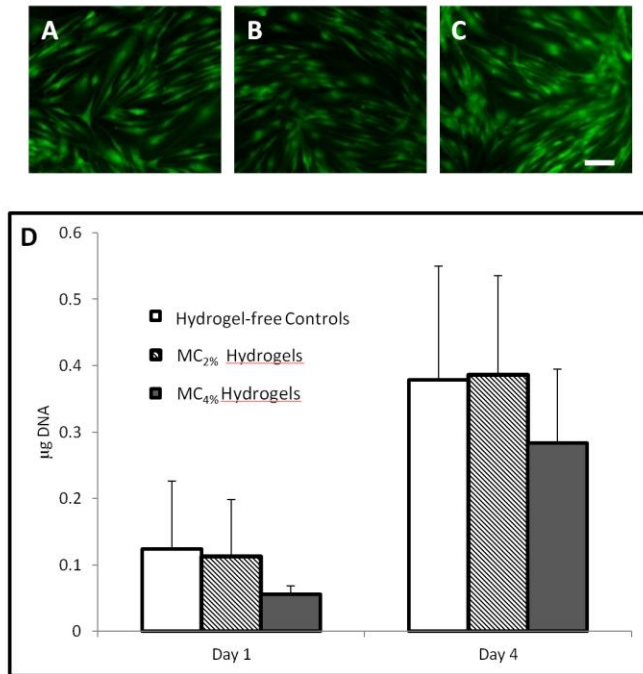 A B C
D
0.6
0.5
0.4
0.3
0.2
0.1
0
µg DNA
Hydrogel-free Controls
MC2% Hydrogels
MC4% Hydrogels
Day 1 Day 4